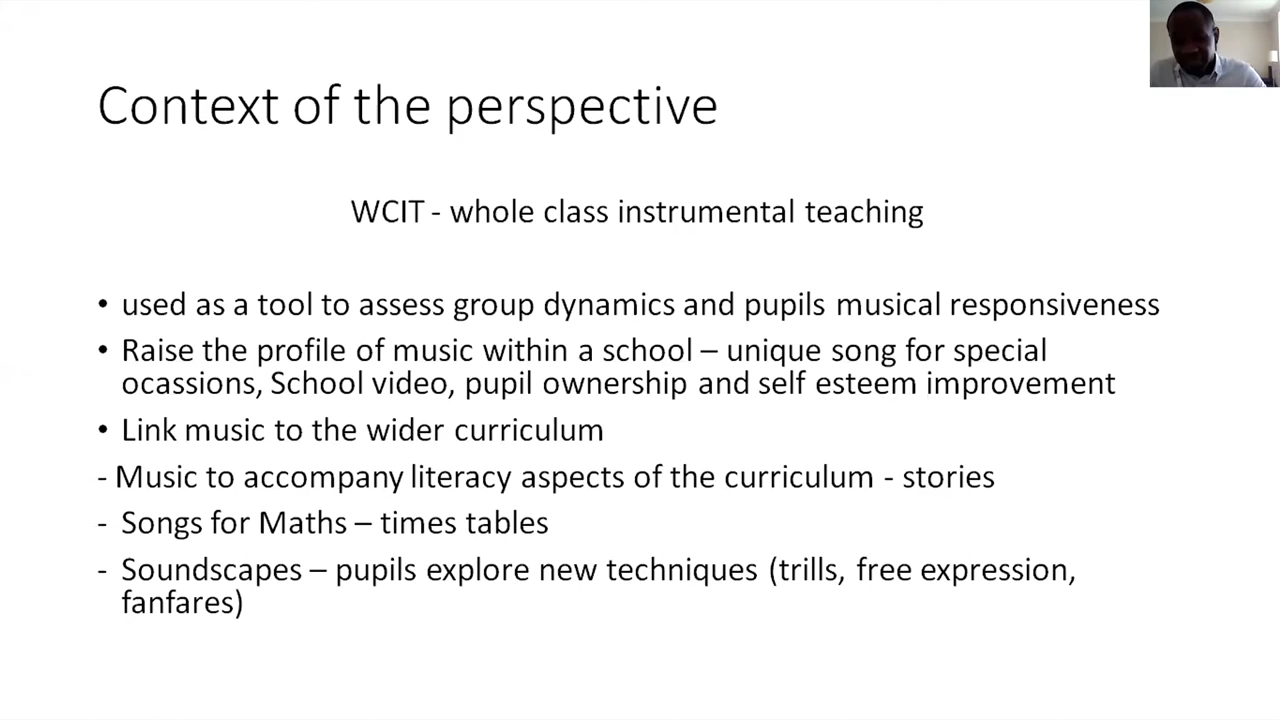 Context of the perspective
WCIT - whole class instrumental teaching
• used as a tool to assess group dynamics and pupils musical responsiveness
• Raise the profile of music within a school – unique song for special
ocassions, School video, pupil ownership and self esteem improvement
• Link music to the wider curriculum
- Music to accompany literacy aspects of the curriculum - stories
- Songs for Maths – times tables
- Soundscapes – pupils explore new techniques (trills, free expression,
fanfares)